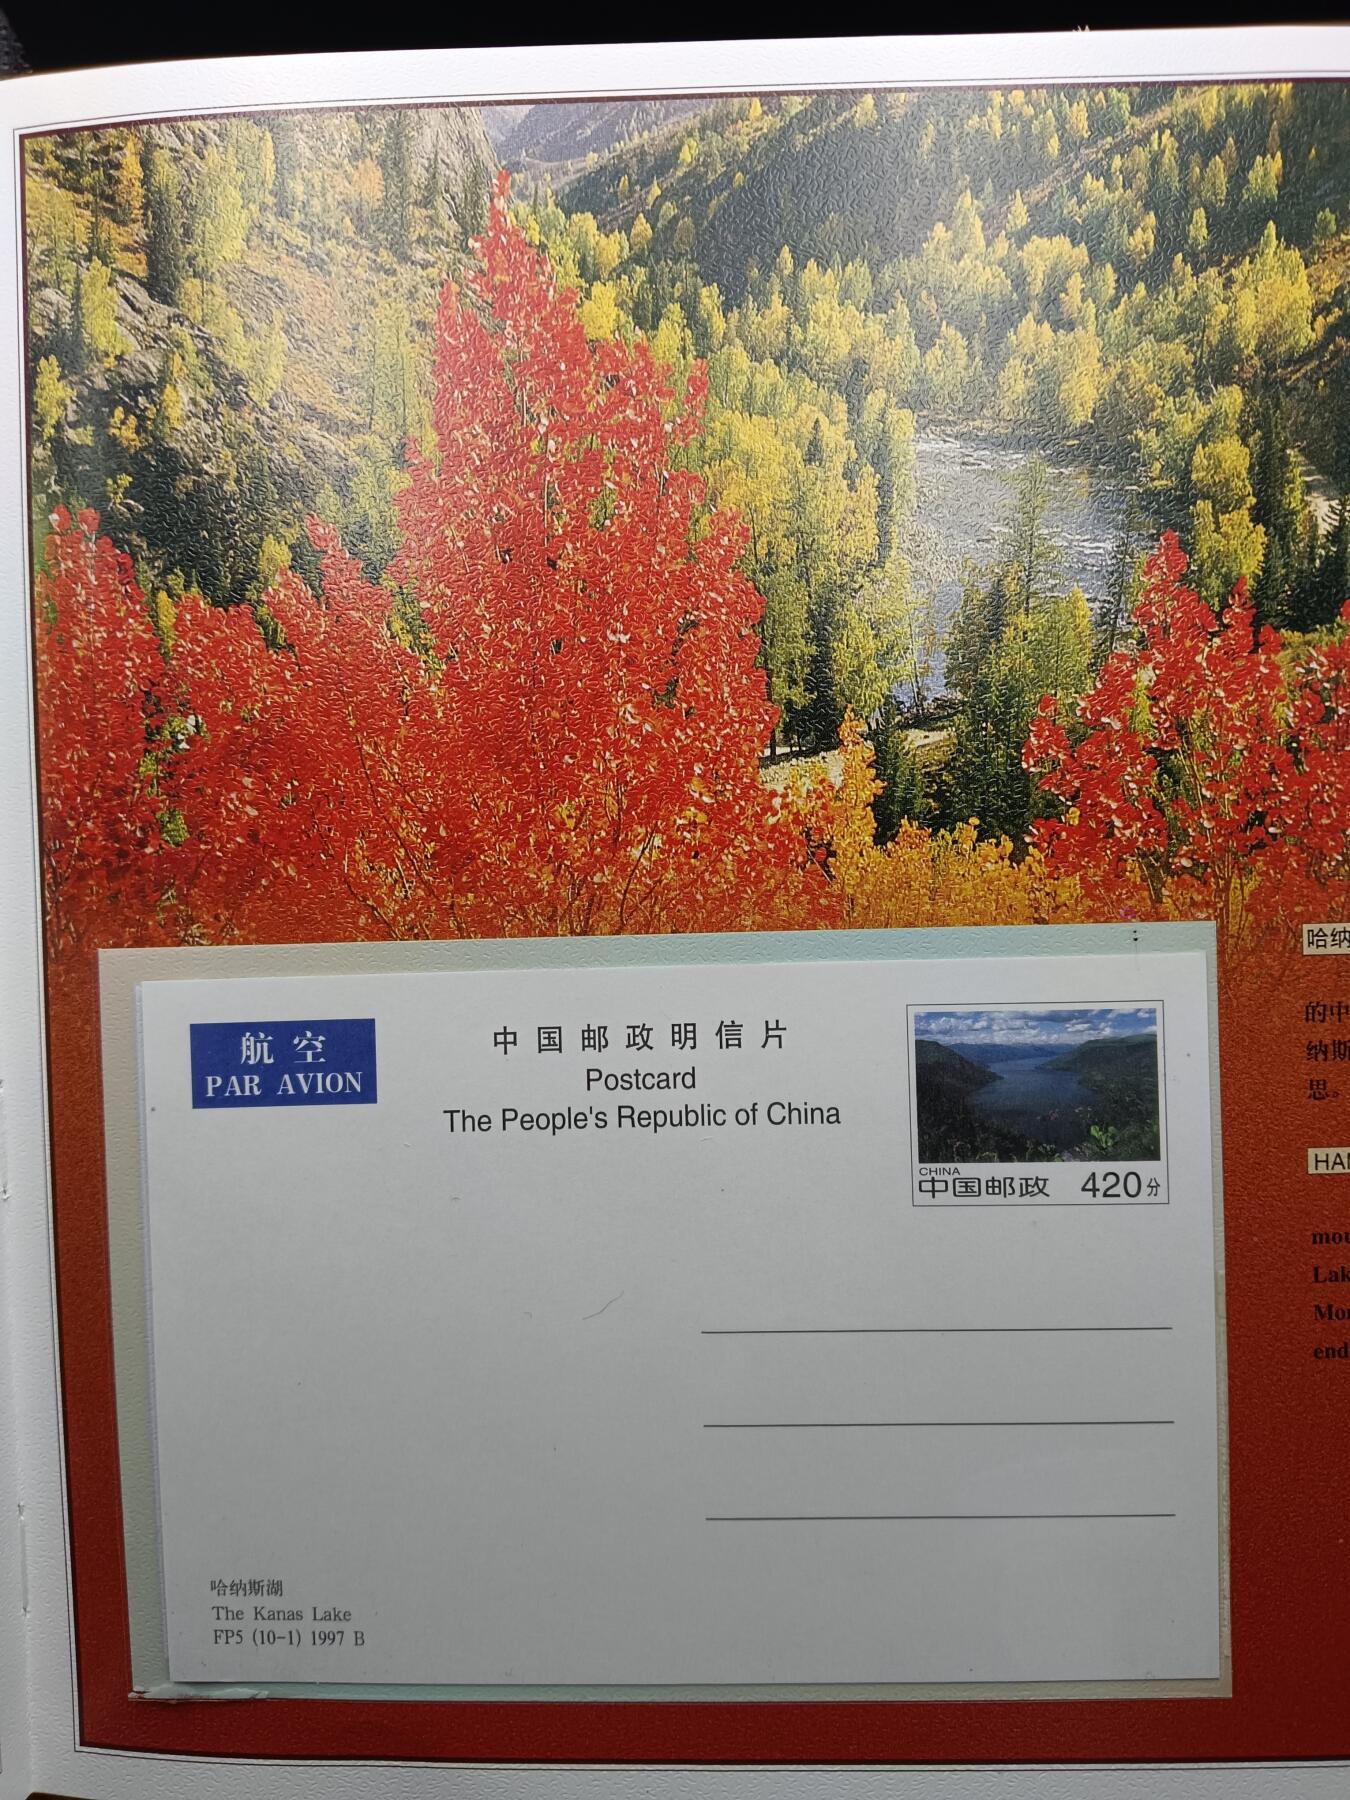 航空
PAR AVION
中国邮政明信片
Postcard
The People's Republic of China
CHINA
中国邮政 420分
哈纳斯湖
The Kanas Lake
FP5 (10-1) 1997 B
哈纳
的中
纳斯
思。
HAN
mou
Lak
Mon
end